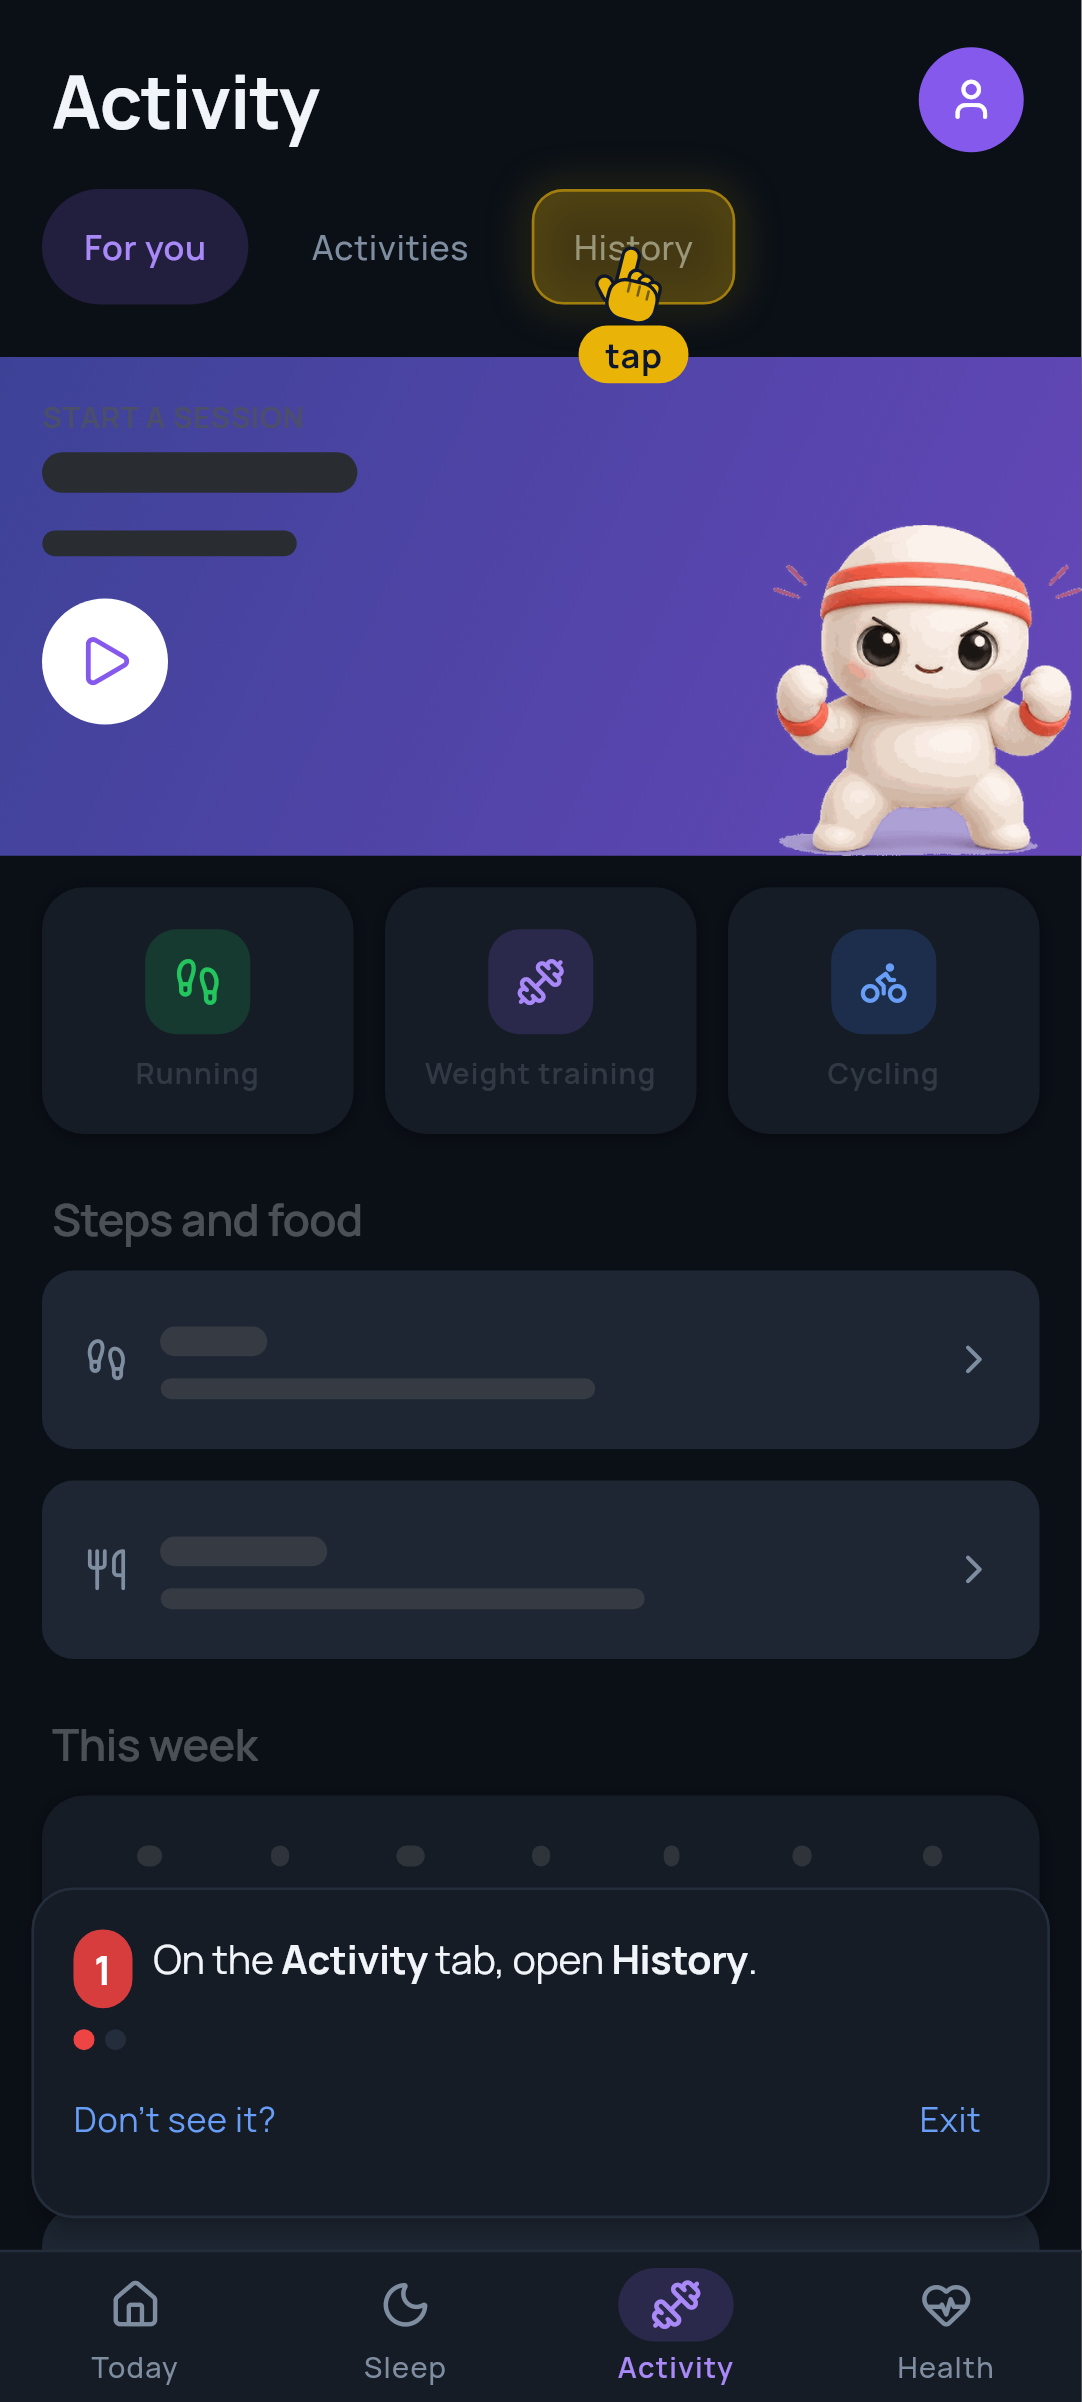 Activity
For you
Activities
History
tap
START A SESSION
Running
Weight training
Cycling
Steps and food
This week
1
On the Activity tab, open History.
Don't see it?
Exit
Today
Sleep
Activity
Health